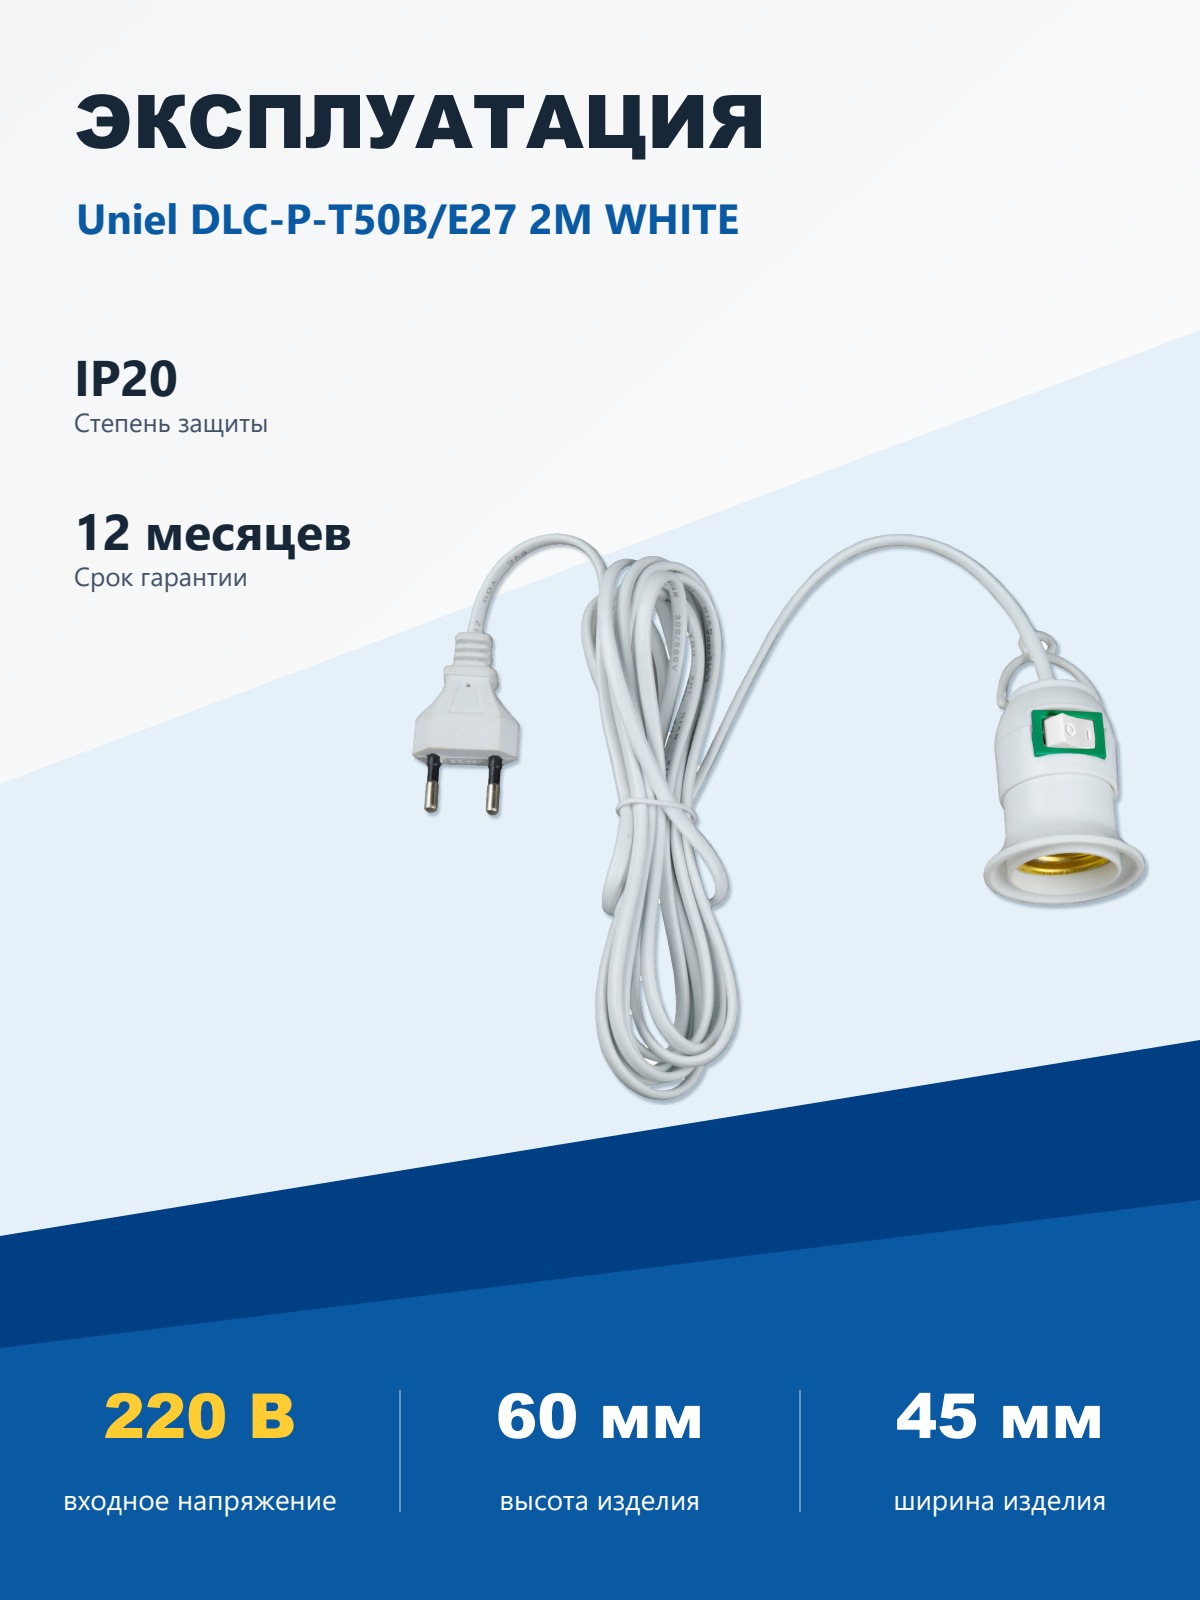 ЭКСПЛУАТАЦИЯ
Uniel DLC-P-T50B/E27 2M WHITE
IP20
Степень защиты
12 месяцев
Срок гарантии
220 В
входное напряжение
60 мм
высота изделия
45 мм
ширина изделия